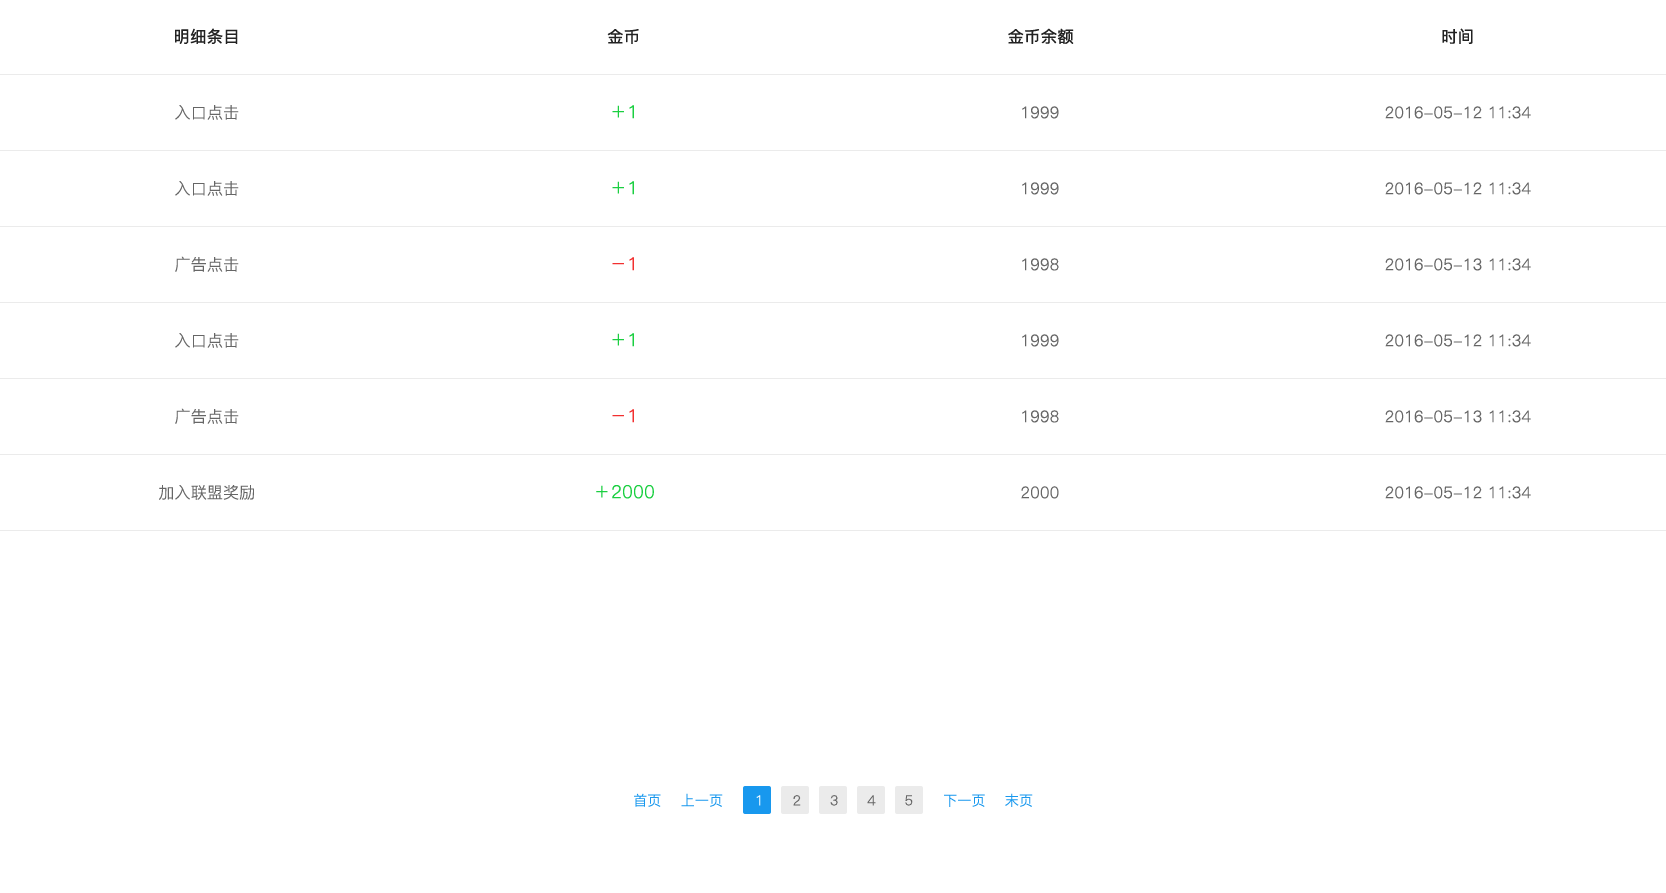 明细条目 金币 金币余额 时间
入口点击 +1 1999 2016-05-12 11:34
入口点击 +1 1999 2016-05-12 11:34
广告点击 -1 1998 2016-05-13 11:34
入口点击 +1 1999 2016-05-12 11:34
广告点击 -1 1998 2016-05-13 11:34
加入联盟奖励 +2000 2000 2016-05-12 11:34
首页 上一页 1 2 3 4 5 下一页 末页